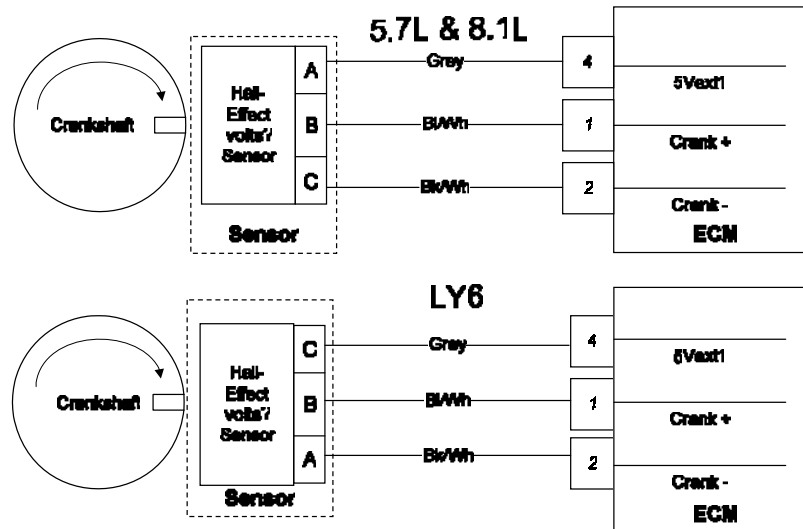 5.7L & 8.1L
Crankshaft
Hall-
Effect
volts?/
Sensor
A
B
C
Sensor
Grey
Bl/Wh
Bk/Wh
4
1
2
5Vext1
Crank +
Crank -
ECM
LY6
Crankshaft
Hall-
Effect
volts?/
Sensor
C
B
A
Sensor
Grey
Bl/Wh
Bk/Wh
4
1
2
5Vext1
Crank +
Crank -
ECM